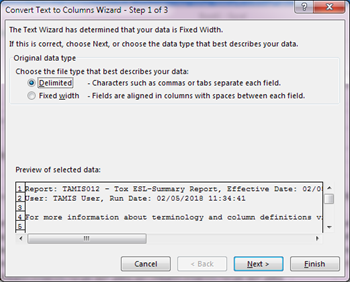 Convert Text to Columns Wizard - Step 1 of 3
The Text Wizard has determined that your data is Fixed Width.
If this is correct, choose Next, or choose the data type that best describes your data.
Original data type
Choose the file type that best describes your data:
Delimited - Characters such as commas or tabs separate each field.
Fixed width - Fields are aligned in columns with spaces between each field.
Preview of selected data:
1 Report: TAMIS012 - Tox ESL-Summary Report, Effective Date: 02/0
2 User: TAMIS User, Run Date: 02/05/2018 11:34:41
3
4 For more information about terminology and column definitions v
5
Cancel < Back Next > Finish